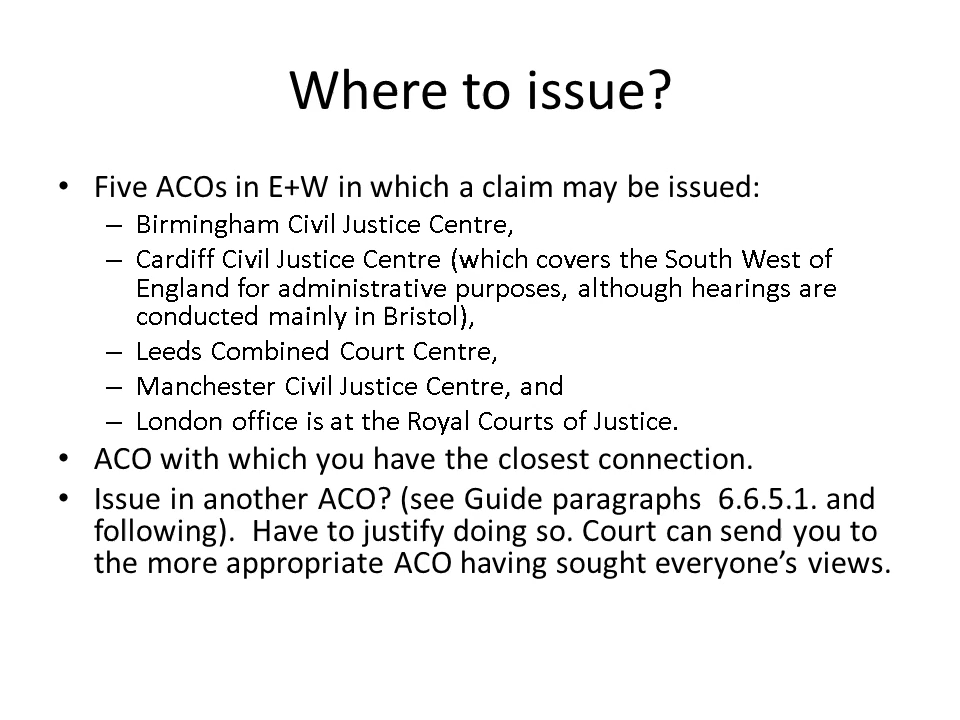 Where to issue?
• Five ACOs in E+W in which a claim may be issued:
– Birmingham Civil Justice Centre,
– Cardiff Civil Justice Centre (which covers the South West of
England for administrative purposes, although hearings are
conducted mainly in Bristol),
– Leeds Combined Court Centre,
– Manchester Civil Justice Centre, and
– London office is at the Royal Courts of Justice.
• ACO with which you have the closest connection.
• Issue in another ACO? (see Guide paragraphs  6.6.5.1. and
following).  Have to justify doing so. Court can send you to
the more appropriate ACO having sought everyone’s views.